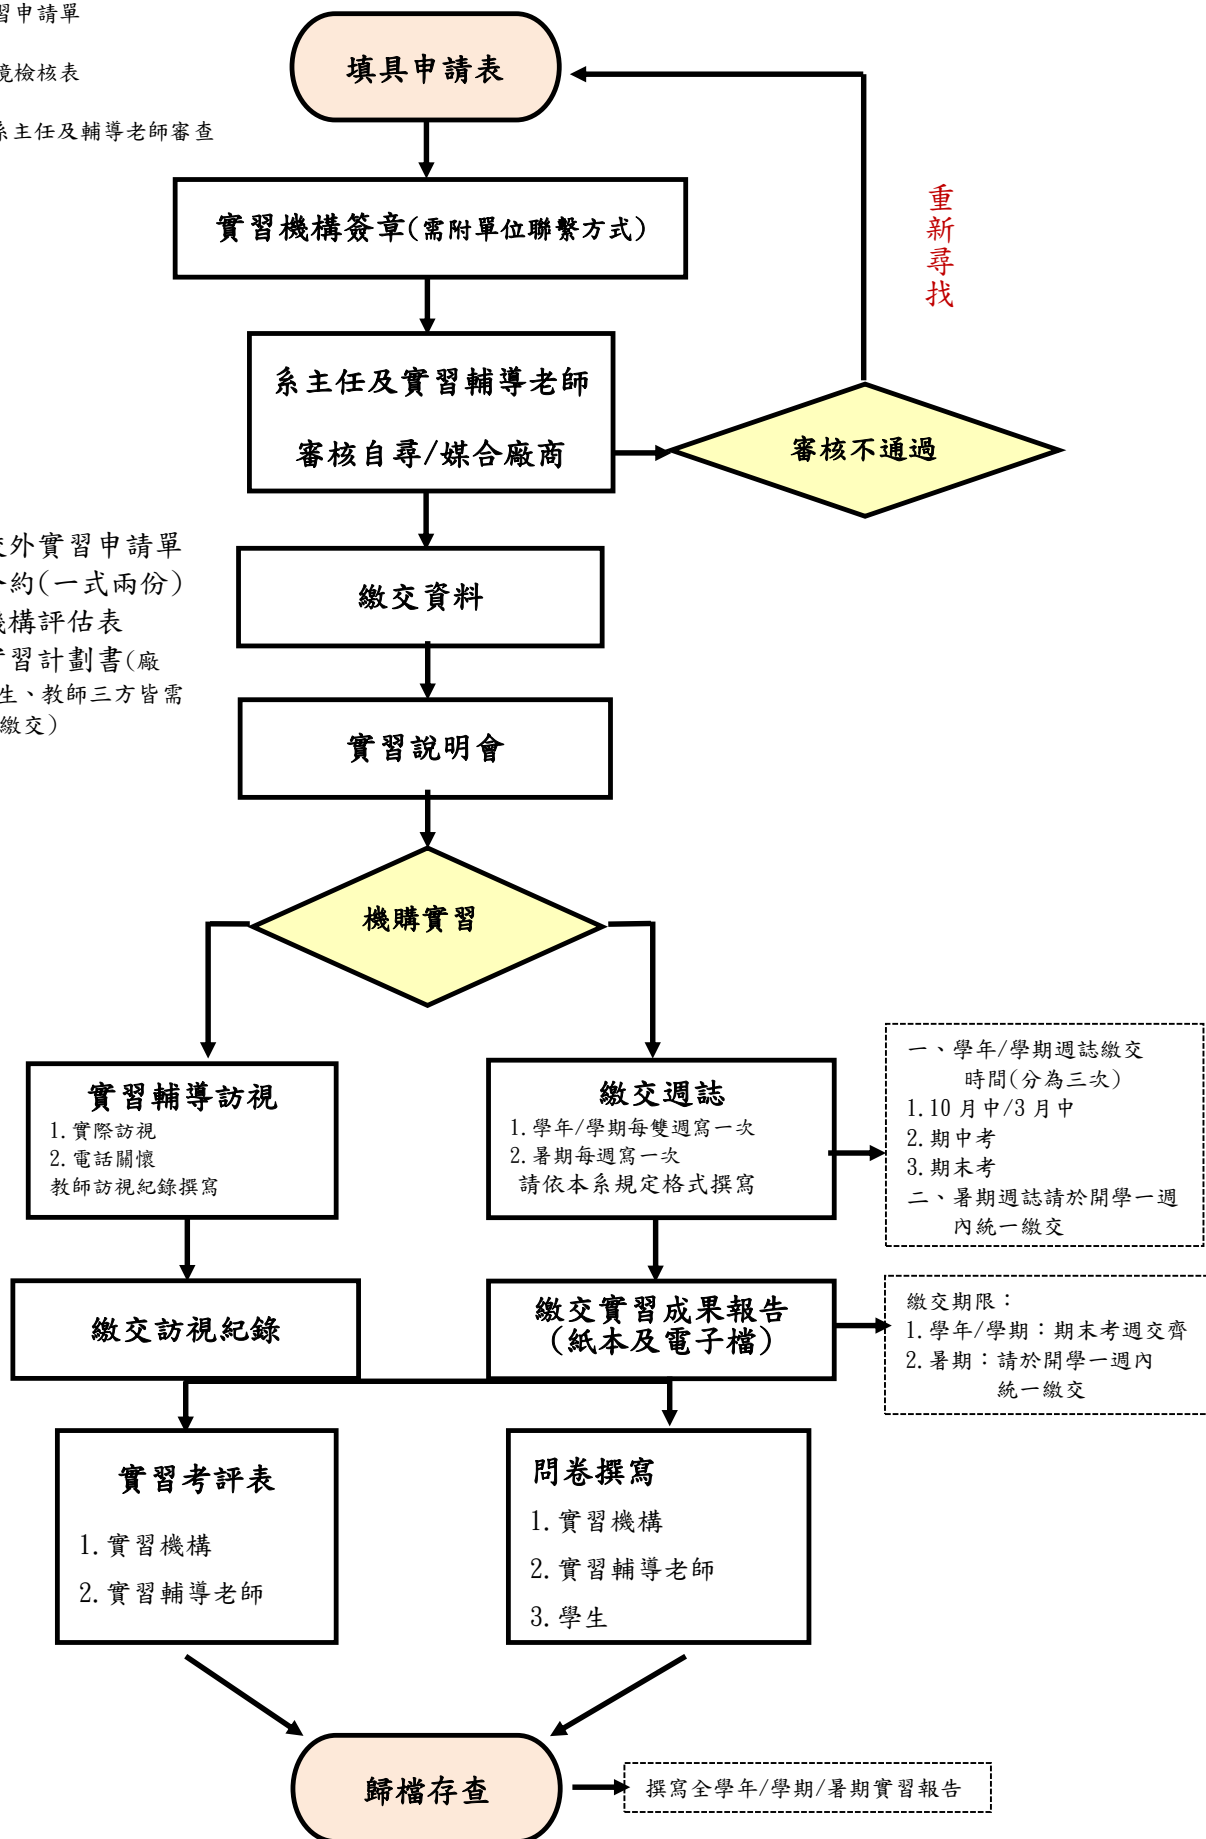 習申請單
境檢核表
系主任及輔導老師審查
填具申請表
實習機構簽章(需附單位聯繫方式)
重
新
尋
找
系主任及實習輔導老師
審核自尋/媒合廠商
審核不通過
校外實習申請單
合約(一式兩份)
機構評估表
實習計劃書(廠
生、教師三方皆需
繳交)
繳交資料
實習說明會
機購實習
實習輔導訪視
1.實際訪視
2.電話關懷
教師訪視紀錄撰寫
繳交週誌
1.學年/學期每雙週寫一次
2.暑期每週寫一次
請依本系規定格式撰寫
一、學年/學期週誌繳交
時間(分為三次)
1.10月中/3月中
2.期中考
3.期末考
二、暑期週誌請於開學一週
內統一繳交
繳交訪視紀錄
繳交實習成果報告
(紙本及電子檔)
繳交期限：
1.學年/學期：期末考週交齊
2.暑期：請於開學一週內
統一繳交
實習考評表
1.實習機構
2.實習輔導老師
問卷撰寫
1.實習機構
2.實習輔導老師
3.學生
歸檔存查
撰寫全學年/學期/暑期實習報告